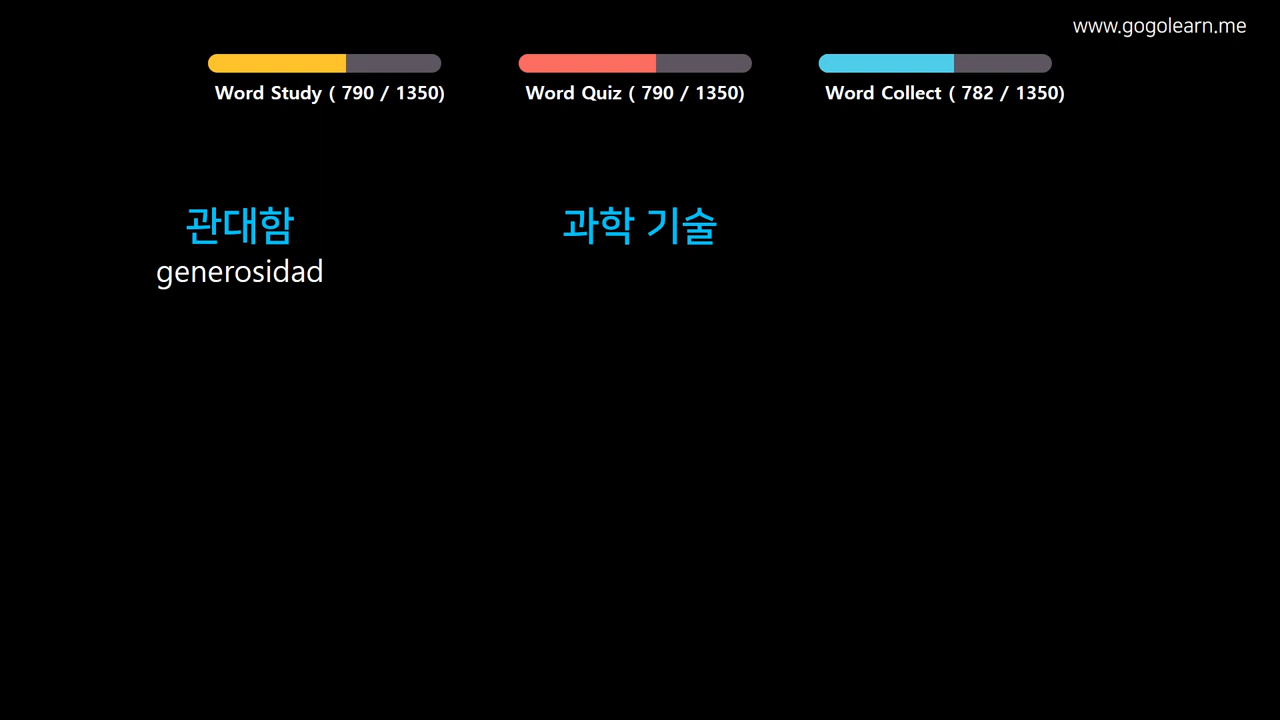 www.gogolearn.me
Word Study ( 790 / 1350)
Word Quiz ( 790 / 1350)
Word Collect ( 782 / 1350)
관대함
generosidad
과학 기술